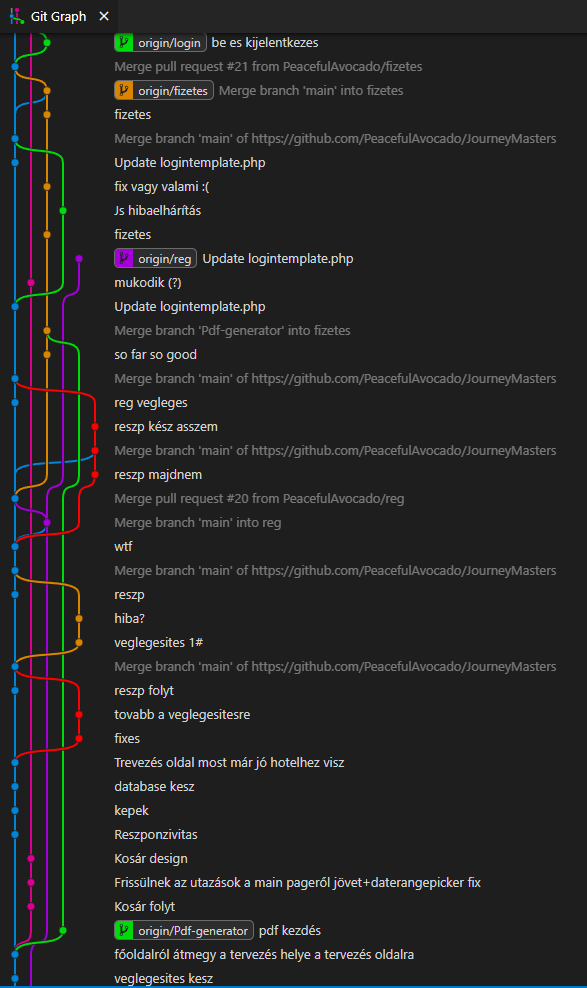 Git Graph
origin/login be es kijelentkezes
Merge pull request #21 from PeacefulAvocado/fizetes
origin/fizetes Merge branch 'main' into fizetes
fizetes
Merge branch 'main' of https://github.com/PeacefulAvocado/JourneyMasters
Update logintemplate.php
fix vagy valami :(
Js hibaelhárítás
fizetes
origin/reg Update logintemplate.php
mukodik (?)
Update logintemplate.php
Merge branch 'Pdf-generator' into fizetes
so far so good
Merge branch 'main' of https://github.com/PeacefulAvocado/JourneyMasters
reg vegleges
reszp kész asszem
Merge branch 'main' of https://github.com/PeacefulAvocado/JourneyMasters
reszp majdnem
Merge pull request #20 from PeacefulAvocado/reg
Merge branch 'main' into reg
wtf
Merge branch 'main' of https://github.com/PeacefulAvocado/JourneyMasters
reszp
hiba?
veglegesites 1#
Merge branch 'main' of https://github.com/PeacefulAvocado/JourneyMasters
reszp folyt
tovabb a veglegesitesre
fixes
Trevezés oldal most már jó hotelhez visz
database kesz
kepek
Reszponzivitas
Kosár design
Frissülnek az utazások a main pageről jövet+daterangepicker fix
Kosár folyt
origin/Pdf-generator pdf kezdés
főoldalról átmegy a tervezés helye a tervezés oldalra
veglegesites kesz